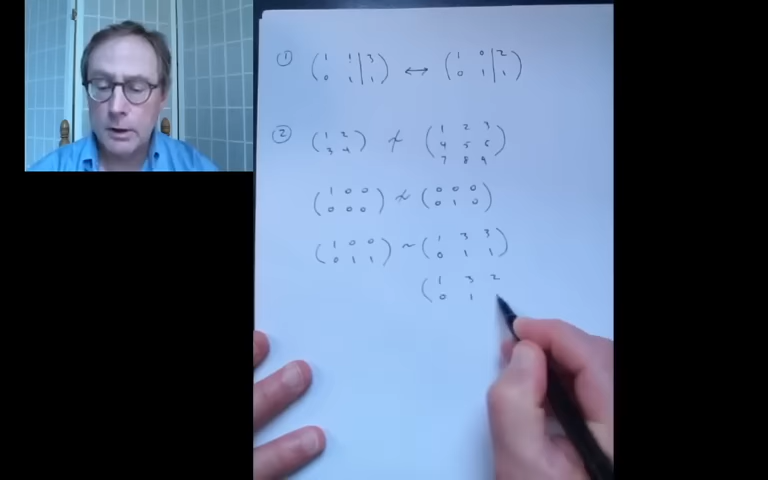 ① ( 1 1 | 3 ) ↔ ( 1 0 | 2 )
( 0 1 | 1 ) ( 0 1 | 1 )
② ( 1 2 ) ≁ ( 1 2 3 )
( 3 4 ) ( 4 5 6 )
( 7 8 9 )
( 1 0 0 ) ≁ ( 0 0 0 )
( 0 0 0 ) ( 0 1 0 )
( 1 0 0 ) ~ ( 1 3 3 )
( 0 1 1 ) ( 0 1 1 )
( 1 3 2
0 1